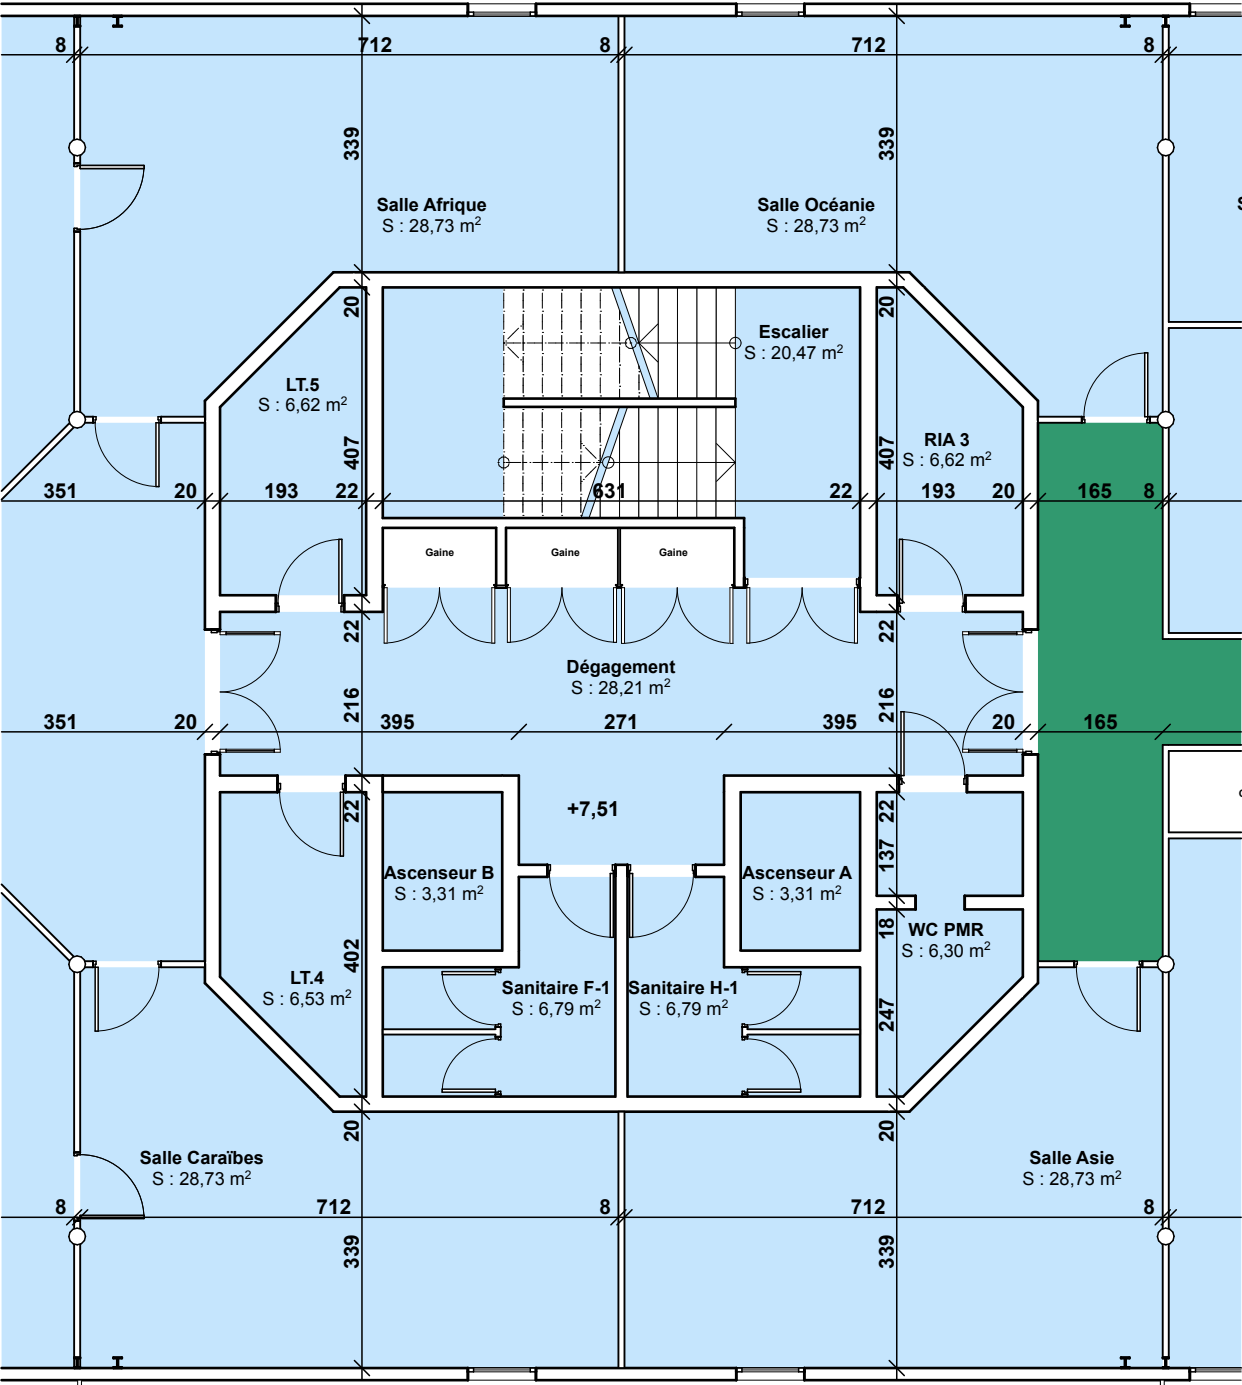 8
712
8
712
8
339
339
Salle Afrique
S : 28,73 m²
Salle Océanie
S : 28,73 m²
S
20
20
Escalier
S : 20,47 m²
LT.5
S : 6,62 m²
407
RIA 3
S : 6,62 m²
407
351
20
193
22
631
22
193
20
165
8
Gaine
Gaine
Gaine
22
22
Dégagement
S : 28,21 m²
216
216
351
20
395
271
395
20
165
22
+7,51
22
137
Ascenseur B
S : 3,31 m²
Ascenseur A
S : 3,31 m²
18
WC PMR
S : 6,30 m²
402
LT.4
S : 6,53 m²
Sanitaire F-1
S : 6,79 m²
Sanitaire H-1
S : 6,79 m²
247
20
20
Salle Caraïbes
S : 28,73 m²
Salle Asie
S : 28,73 m²
8
712
8
712
8
339
339